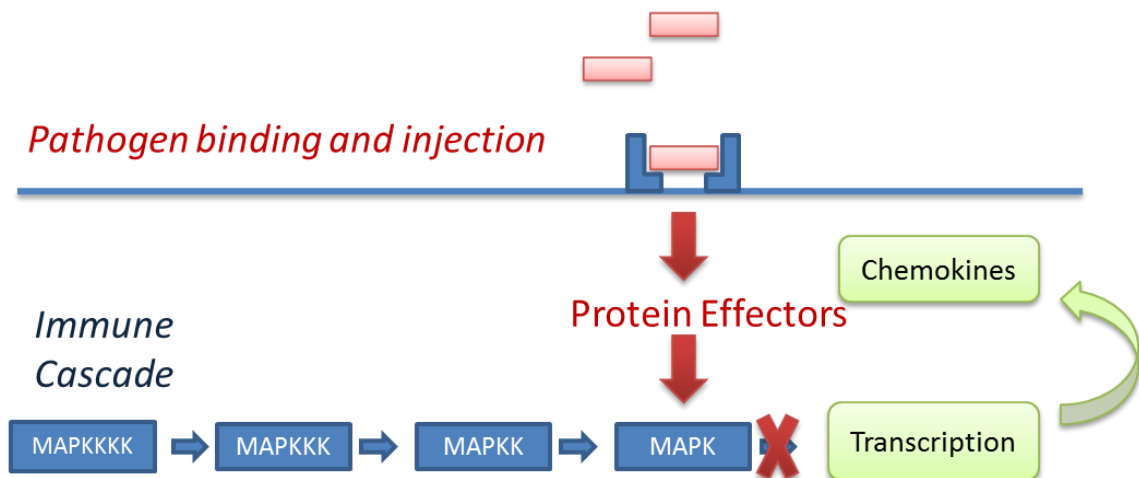 Pathogen binding and injection
Chemokines
Protein Effectors
Immune
Cascade
MAPKKKK
MAPKKK
MAPKK
MAPK
Transcription